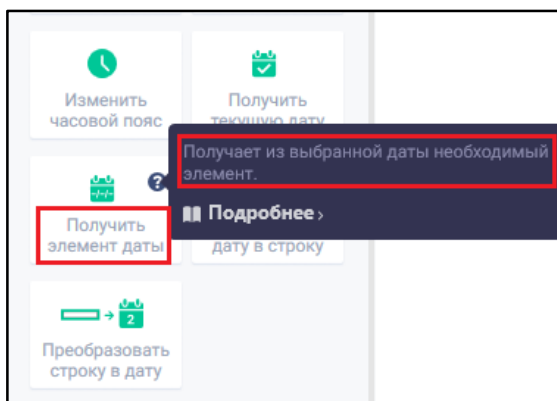 Изменить
часовой пояс
Получить
текущую дату
Получает из выбранной даты необходимый
элемент.
Подробнее ›
Получить
элемент даты
дату в строку
2
Преобразовать
строку в дату